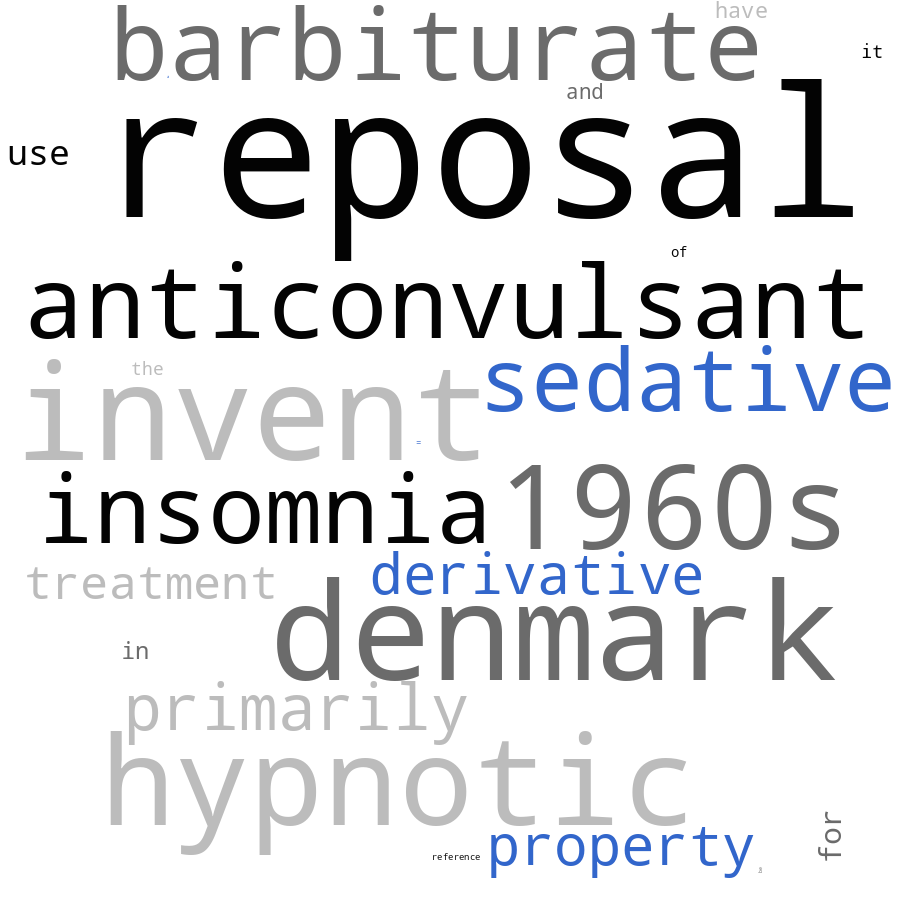 have
barbiturate
it
and
use
reposal
of
anticonvulsant
sedative
the
invent
=
insomnia
1960s
derivative
treatment
denmark
in
primarily
hypnotic
for
property
reference